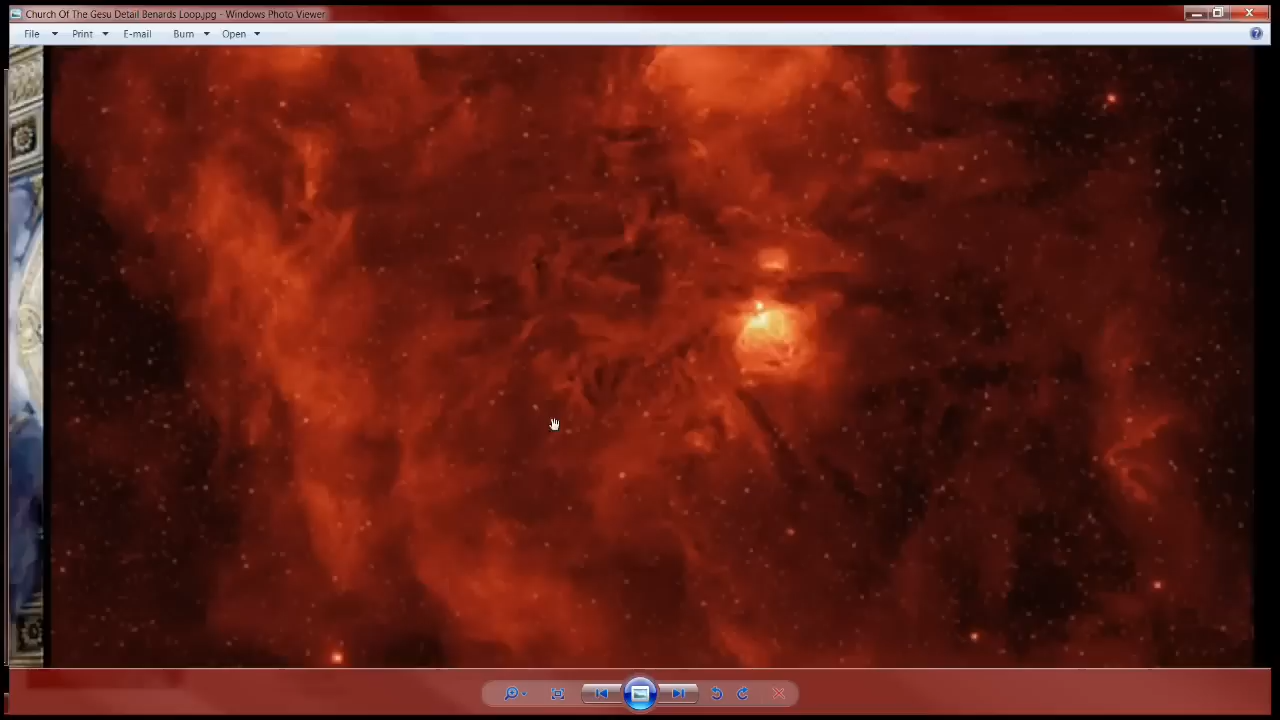 Church Of The Gesu Detail Benards Loop.jpg - Windows Photo Viewer
File Print E-mail Burn Open